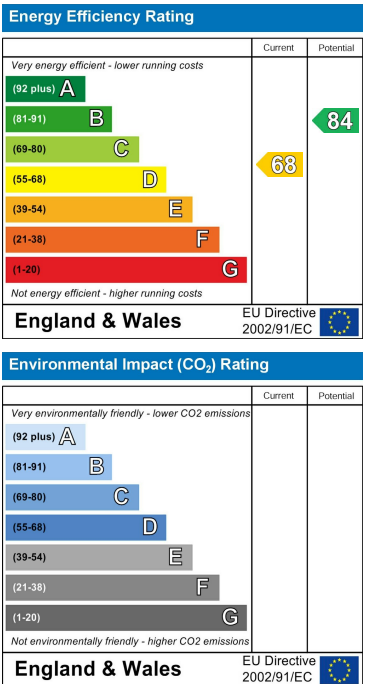 Energy Efficiency Rating
Current Potential
Very energy efficient - lower running costs
(92 plus) A
(81-91) B 84
(69-80) C
68
(55-68) D
(39-54) E
(21-38) F
(1-20) G
Not energy efficient - higher running costs
England & Wales
EU Directive
2002/91/EC
Environmental Impact (CO₂) Rating
Current Potential
Very environmentally friendly - lower CO2 emissions
(92 plus) A
(81-91) B
(69-80) C
(55-68) D
(39-54) E
(21-38) F
(1-20) G
Not environmentally friendly - higher CO2 emissions
England & Wales
EU Directive
2002/91/EC